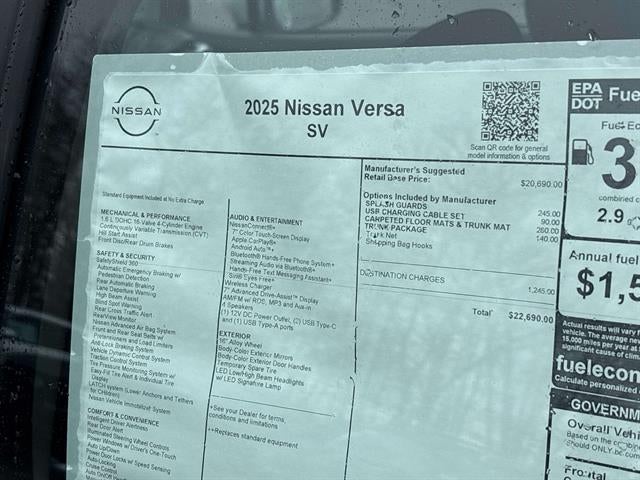 NISSAN
2025 Nissan Versa
SV
Scan QR code for general
model information & options
Standard Equipment Included at No Extra Charge
MECHANICAL & PERFORMANCE
1.6 L DOHC 16-Valve 4-Cylinder Engine
Continuously Variable Transmission (CVT)
Hill Start Assist
Front Disc/Rear Drum Brakes
SAFETY & SECURITY
SafetyShield 360
Automatic Emergency Braking w/
Pedestrian Detection
Rear Automatic Braking
Lane Departure Warning
High Beam Assist
Blind Spot Warning
Rear Cross Traffic Alert
RearView Monitor
Nissan Advanced Air Bag System
Front and Rear Seat Belts w/
Pretensioners and Load Limiters
Anti-Lock Braking System
Vehicle Dynamic Control System
Traction Control System
Tire Pressure Monitoring System w/
Easy-Fill Tire Alert & Individual Tire
Display
LATCH system (Lower Anchors and Tethers
for CHildren)
Nissan Vehicle Immobilizer System
COMFORT & CONVENIENCE
Intelligent Driver Alertness
Rear Door Alert
Illuminated Steering Wheel Controls
Power Windows w/ Driver's One-Touch
Auto Up/Down
Power Door Locks w/ Speed Sensing
Auto-Locking
Cruise Control
AUDIO & ENTERTAINMENT
NissanConnect®+
7" Color Touch-Screen Display
Apple CarPlay®+
Android Auto™+
Bluetooth® Hands-Free Phone System+
Streaming Audio via Bluetooth®+
Hands-Free Text Messaging Assistant+
Siri® Eyes Free+
Wireless Charger
7" Advanced Drive-Assist™ Display
AM/FM w/ RDS, MP3 and Aux-in
4 Speakers
(1) 12V DC Power Outlet, (2) USB Type-C
and (1) USB Type-A ports
EXTERIOR
16" Alloy Wheel
Body-Color Exterior Mirrors
Body-Color Exterior Door Handles
Temporary Spare Tire
LED Low/High Beam Headlights
w/ LED Signature Lamp
+See your Dealer for terms,
conditions and limitations
++Replaces standard equipment
Manufacturer's Suggested
Retail Base Price: $20,690.00
Options Included by Manufacturer
SPLASH GUARDS 245.00
USB CHARGING CABLE SET 90.00
CARPETED FLOOR MATS & TRUNK MAT 280.00
TRUNK PACKAGE 140.00
Trunk Net
Shopping Bag Hooks
DESTINATION CHARGES 1,245.00
Total $22,690.00
EPA
DOT
Fuel Ec
3
combined c
2.9
Annual fuel
$1,5
Actual results will
vehicle. The average new
15,000 miles per year at
significant cause of clim
fuelecon
Calculate personalized
GOVERNM
Overall Vehi
Based on the combin
Should ONLY be com
Frontal